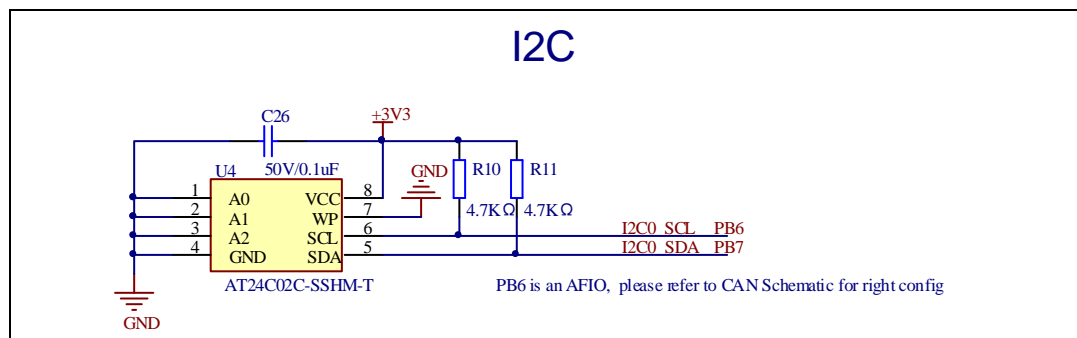 I2C
C26
+3V3
50V/0.1uF
U4
GND
R10
R11
4.7KΩ
4.7KΩ
1
A0
VCC
8
2
A1
WP
7
3
A2
SCL
6
4
GND
SDA
5
I2C0_SCL PB6
I2C0_SDA PB7
AT24C02C-SSHM-T
PB6 is an AFIO, please refer to CAN Schematic for right config
GND